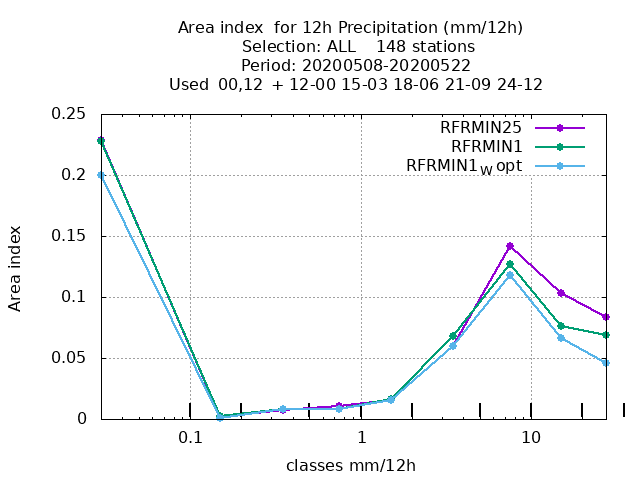 Area index  for 12h Precipitation (mm/12h)
Selection: ALL    148 stations
Period: 20200508-20200522
Used  00,12  + 12-00 15-03 18-06 21-09 24-12
0.25
RFRMIN25
RFRMIN1
RFRMIN1W opt
0.2
0.15
Area index
0.1
0.05
0
0.1 1 10
classes mm/12h